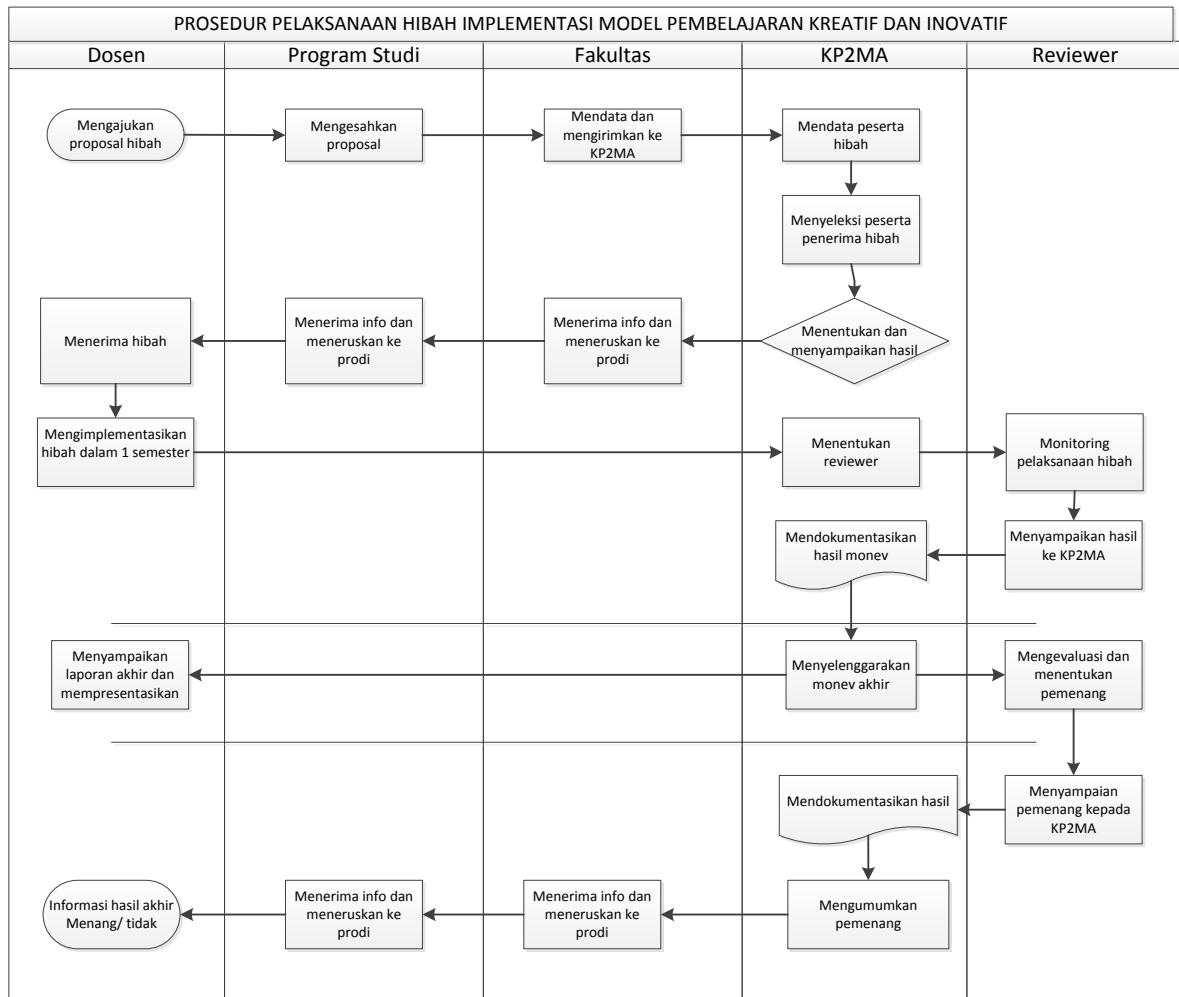 PROSEDUR PELAKSANAAN HIBAH IMPLEMENTASI MODEL PEMBELAJARAN KREATIF DAN INOVATIF
Dosen
Program Studi
Fakultas
KP2MA
Reviewer
Mengajukan
proposal hibah
Mengesahkan
proposal
Mendata dan
mengirimkan ke
KP2MA
Mendata peserta
hibah
Menyeleksi peserta
penerima hibah
Menentukan dan
menyampaikan hasil
Menerima info dan
meneruskan ke
prodi
Menerima info dan
meneruskan ke
prodi
Menerima hibah
Mengimplementasikan
hibah dalam 1 semester
Menentukan
reviewer
Monitoring
pelaksanaan hibah
Menyampaikan hasil
ke KP2MA
Mendokumentasikan
hasil monev
Menyampaikan
laporan akhir dan
mempresentasikan
Menyelenggarakan
monev akhir
Mengevaluasi dan
menentukan
pemenang
Menyampaian
pemenang kepada
KP2MA
Mendokumentasikan hasil
Mengumumkan
pemenang
Menerima info dan
meneruskan ke
prodi
Menerima info dan
meneruskan ke
prodi
Informasi hasil akhir
Menang/ tidak